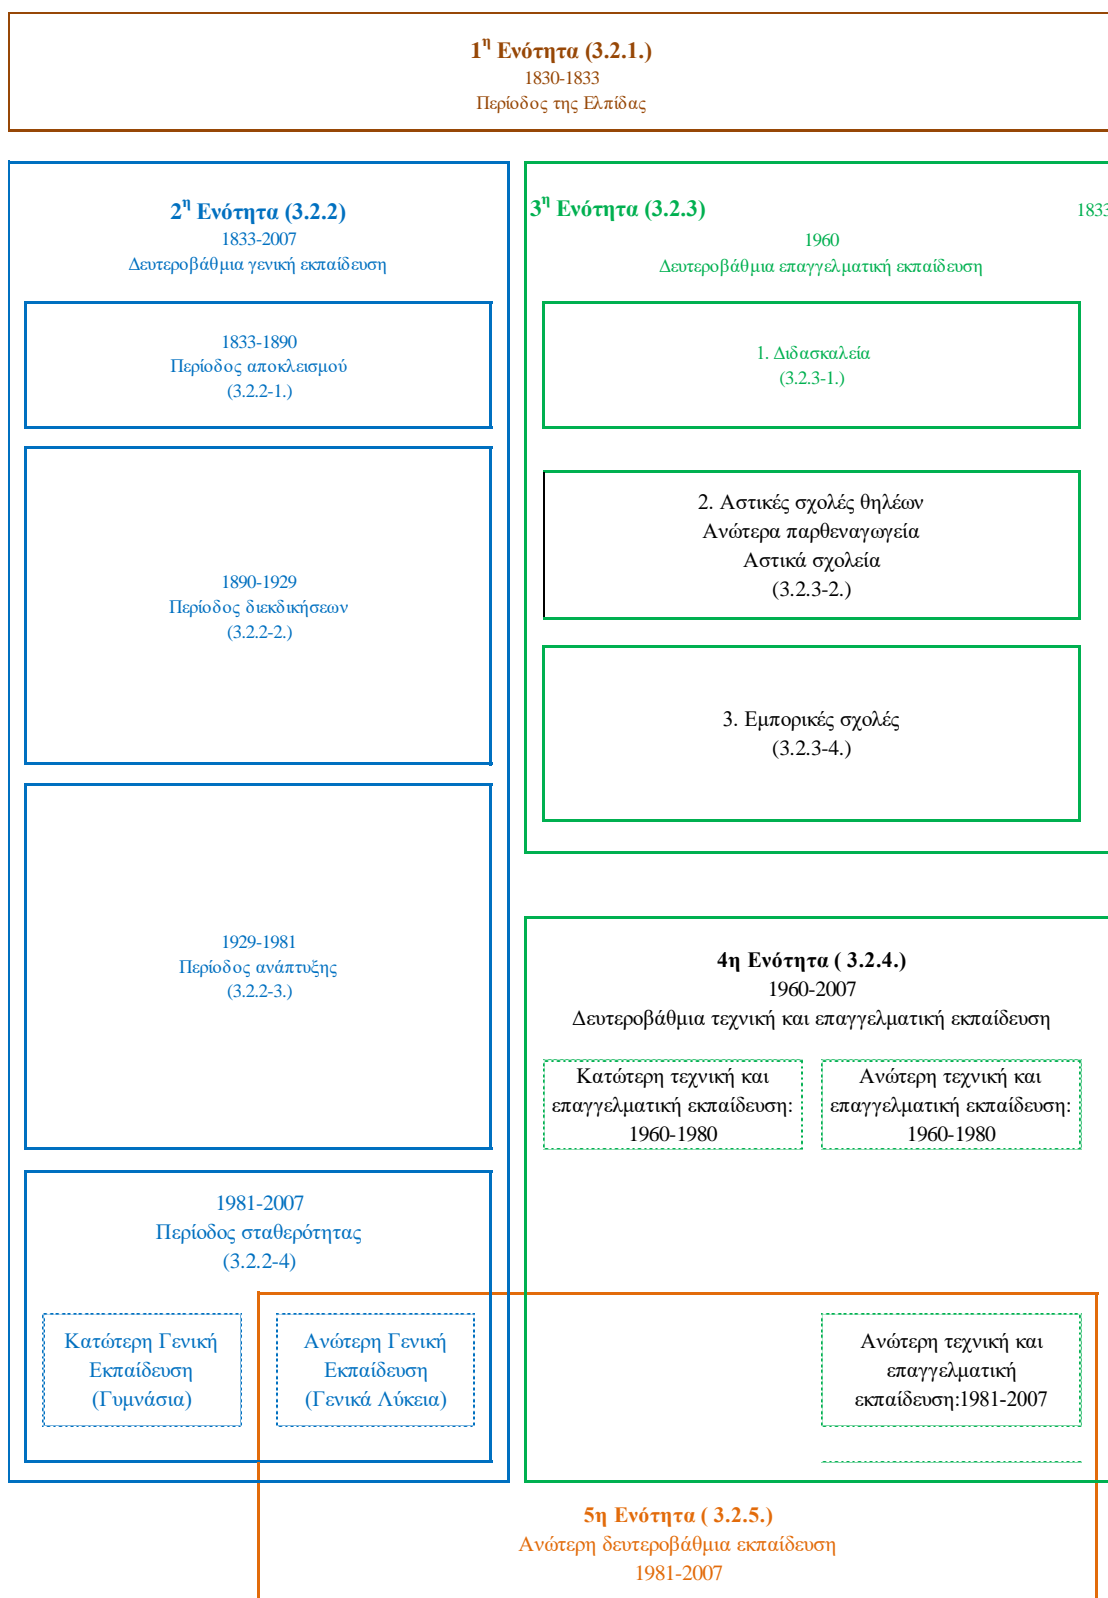 1η Ενότητα (3.2.1.)
1830-1833
Περίοδος της Ελπίδας
2η Ενότητα (3.2.2)
1833-2007
Δευτεροβάθμια γενική εκπαίδευση
1833-1890
Περίοδος αποκλεισμού
(3.2.2-1.)
1890-1929
Περίοδος διεκδικήσεων
(3.2.2-2.)
1929-1981
Περίοδος ανάπτυξης
(3.2.2-3.)
1981-2007
Περίοδος σταθερότητας
(3.2.2-4)
Κατώτερη Γενική
Εκπαίδευση
(Γυμνάσια)
Ανώτερη Γενική
Εκπαίδευση
(Γενικά Λύκεια)
3η Ενότητα (3.2.3) 1833
1960
Δευτεροβάθμια επαγγελματική εκπαίδευση
1. Διδασκαλεία
(3.2.3-1.)
2. Αστικές σχολές θηλέων
Ανώτερα παρθεναγωγεία
Αστικά σχολεία
(3.2.3-2.)
3. Εμπορικές σχολές
(3.2.3-4.)
4η Ενότητα ( 3.2.4.)
1960-2007
Δευτεροβάθμια τεχνική και επαγγελματική εκπαίδευση
Κατώτερη τεχνική και
επαγγελματική εκπαίδευση:
1960-1980
Ανώτερη τεχνική και
επαγγελματική εκπαίδευση:
1960-1980
Ανώτερη τεχνική και
επαγγελματική
εκπαίδευση:1981-2007
5η Ενότητα ( 3.2.5.)
Ανώτερη δευτεροβάθμια εκπαίδευση
1981-2007